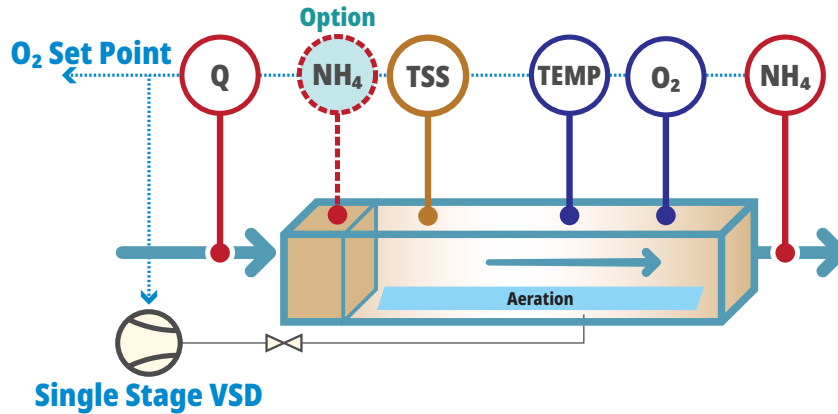 Option
O₂ Set Point
Q
NH₄
TSS
TEMP
O₂
NH₄
Aeration
Single Stage VSD